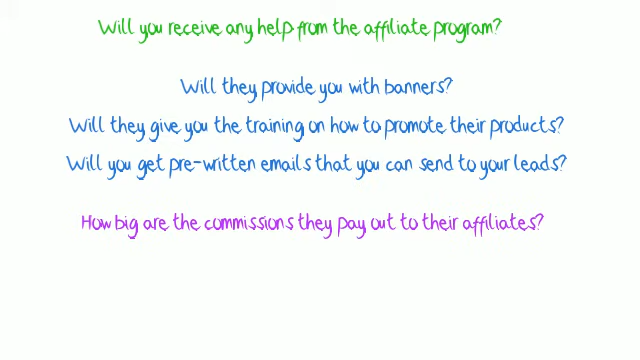 Will you receive any help from the affiliate program?
Will they provide you with banners?
Will they give you the training on how to promote their products?
Will you get pre-written emails that you can send to your leads?
How big are the commissions they pay out to their affiliates?